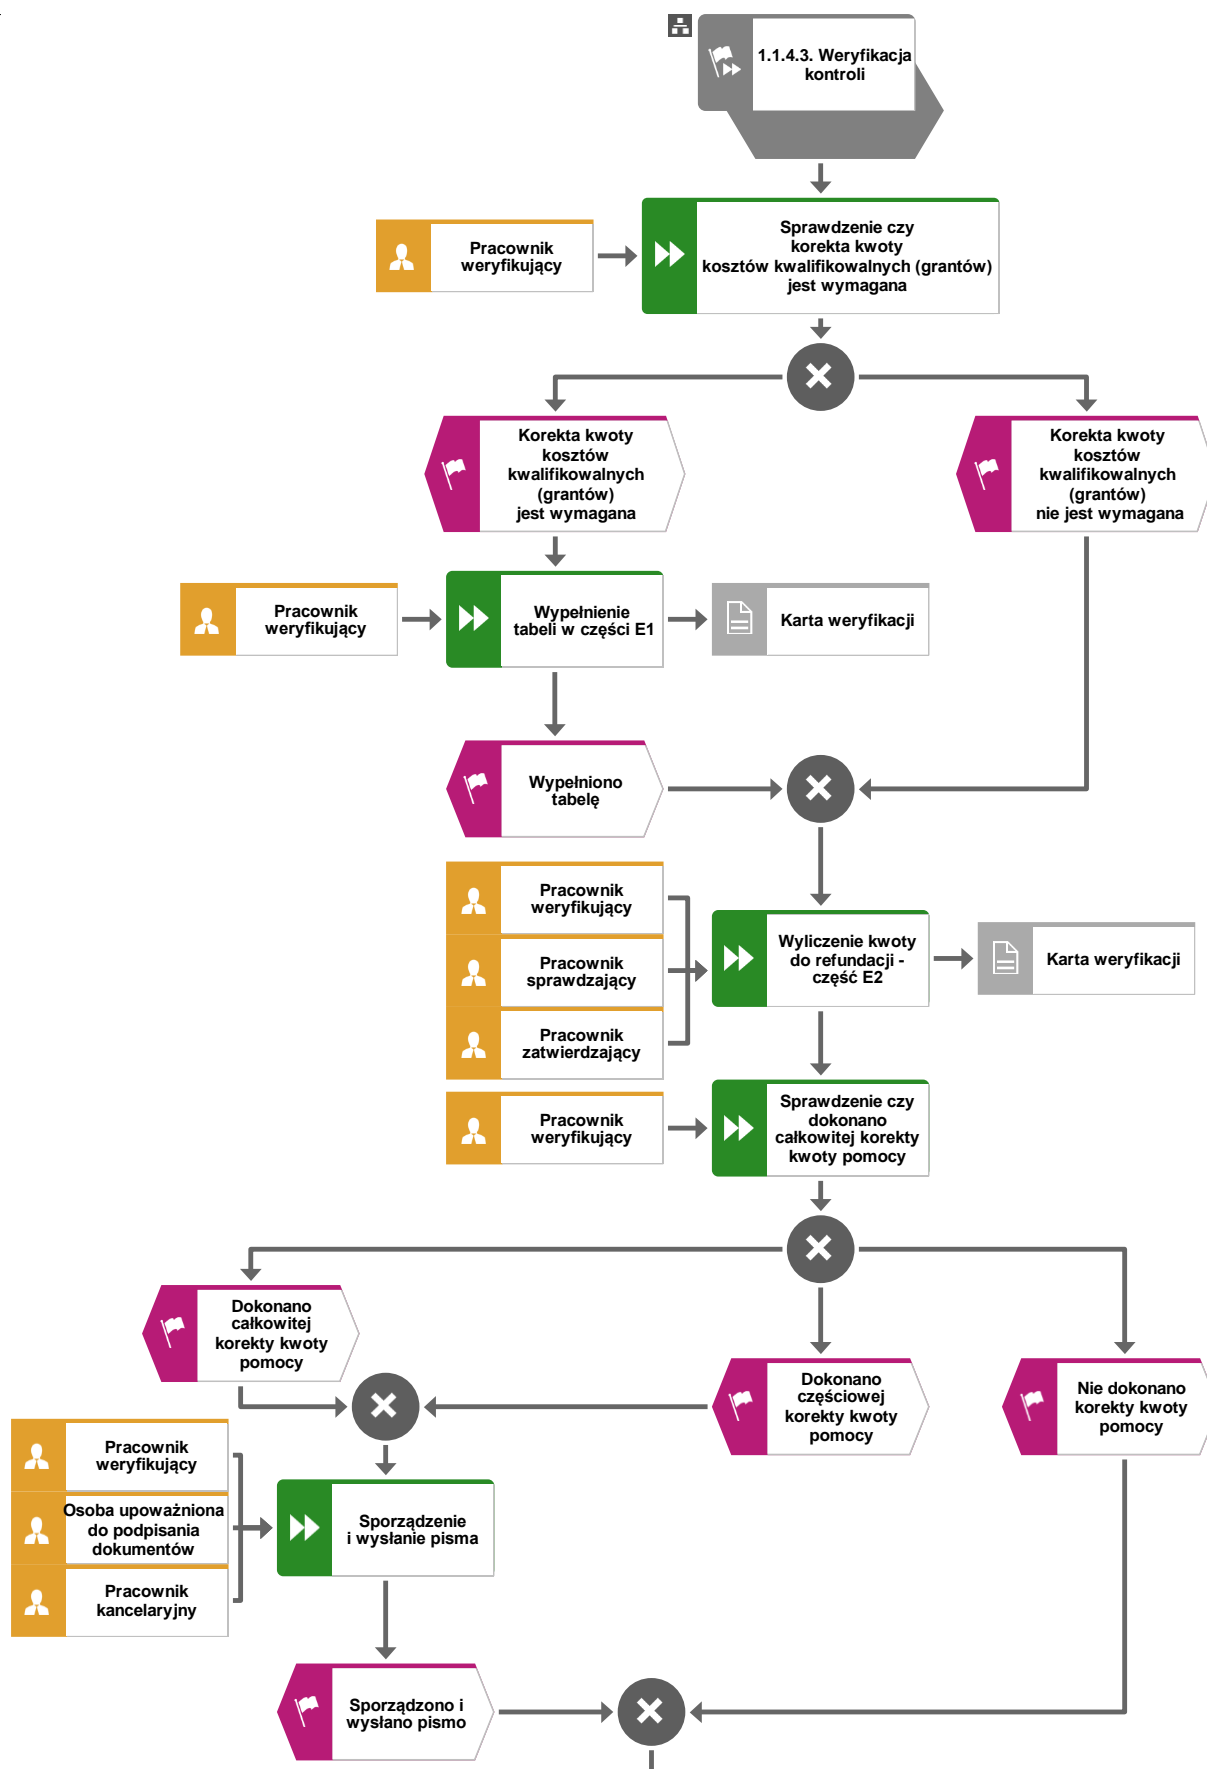 1.1.4.3. Weryfikacja
kontroli
Sprawdzenie czy
korekta kwoty
kosztów kwalifikowalnych (grantów)
jest wymagana
Pracownik
weryfikujący
Korekta kwoty
kosztów
kwalifikowalnych
(grantów)
jest wymagana
Korekta kwoty
kosztów
kwalifikowalnych
(grantów)
nie jest wymagana
Pracownik
weryfikujący
Wypełnienie
tabeli w części E1
Karta weryfikacji
Wypełniono
tabelę
Pracownik
weryfikujący
Pracownik
sprawdzający
Pracownik
zatwierdzający
Wyliczenie kwoty
do refundacji -
część E2
Karta weryfikacji
Pracownik
weryfikujący
Sprawdzenie czy
dokonano
całkowitej korekty
kwoty pomocy
Dokonano
całkowitej
korekty kwoty
pomocy
Dokonano
częściowej
korekty kwoty
pomocy
Nie dokonano
korekty kwoty
pomocy
Pracownik
weryfikujący
Osoba upoważniona
do podpisania
dokumentów
Pracownik
kancelaryjny
Sporządzenie
i wysłanie pisma
Sporządzono i
wysłano pismo